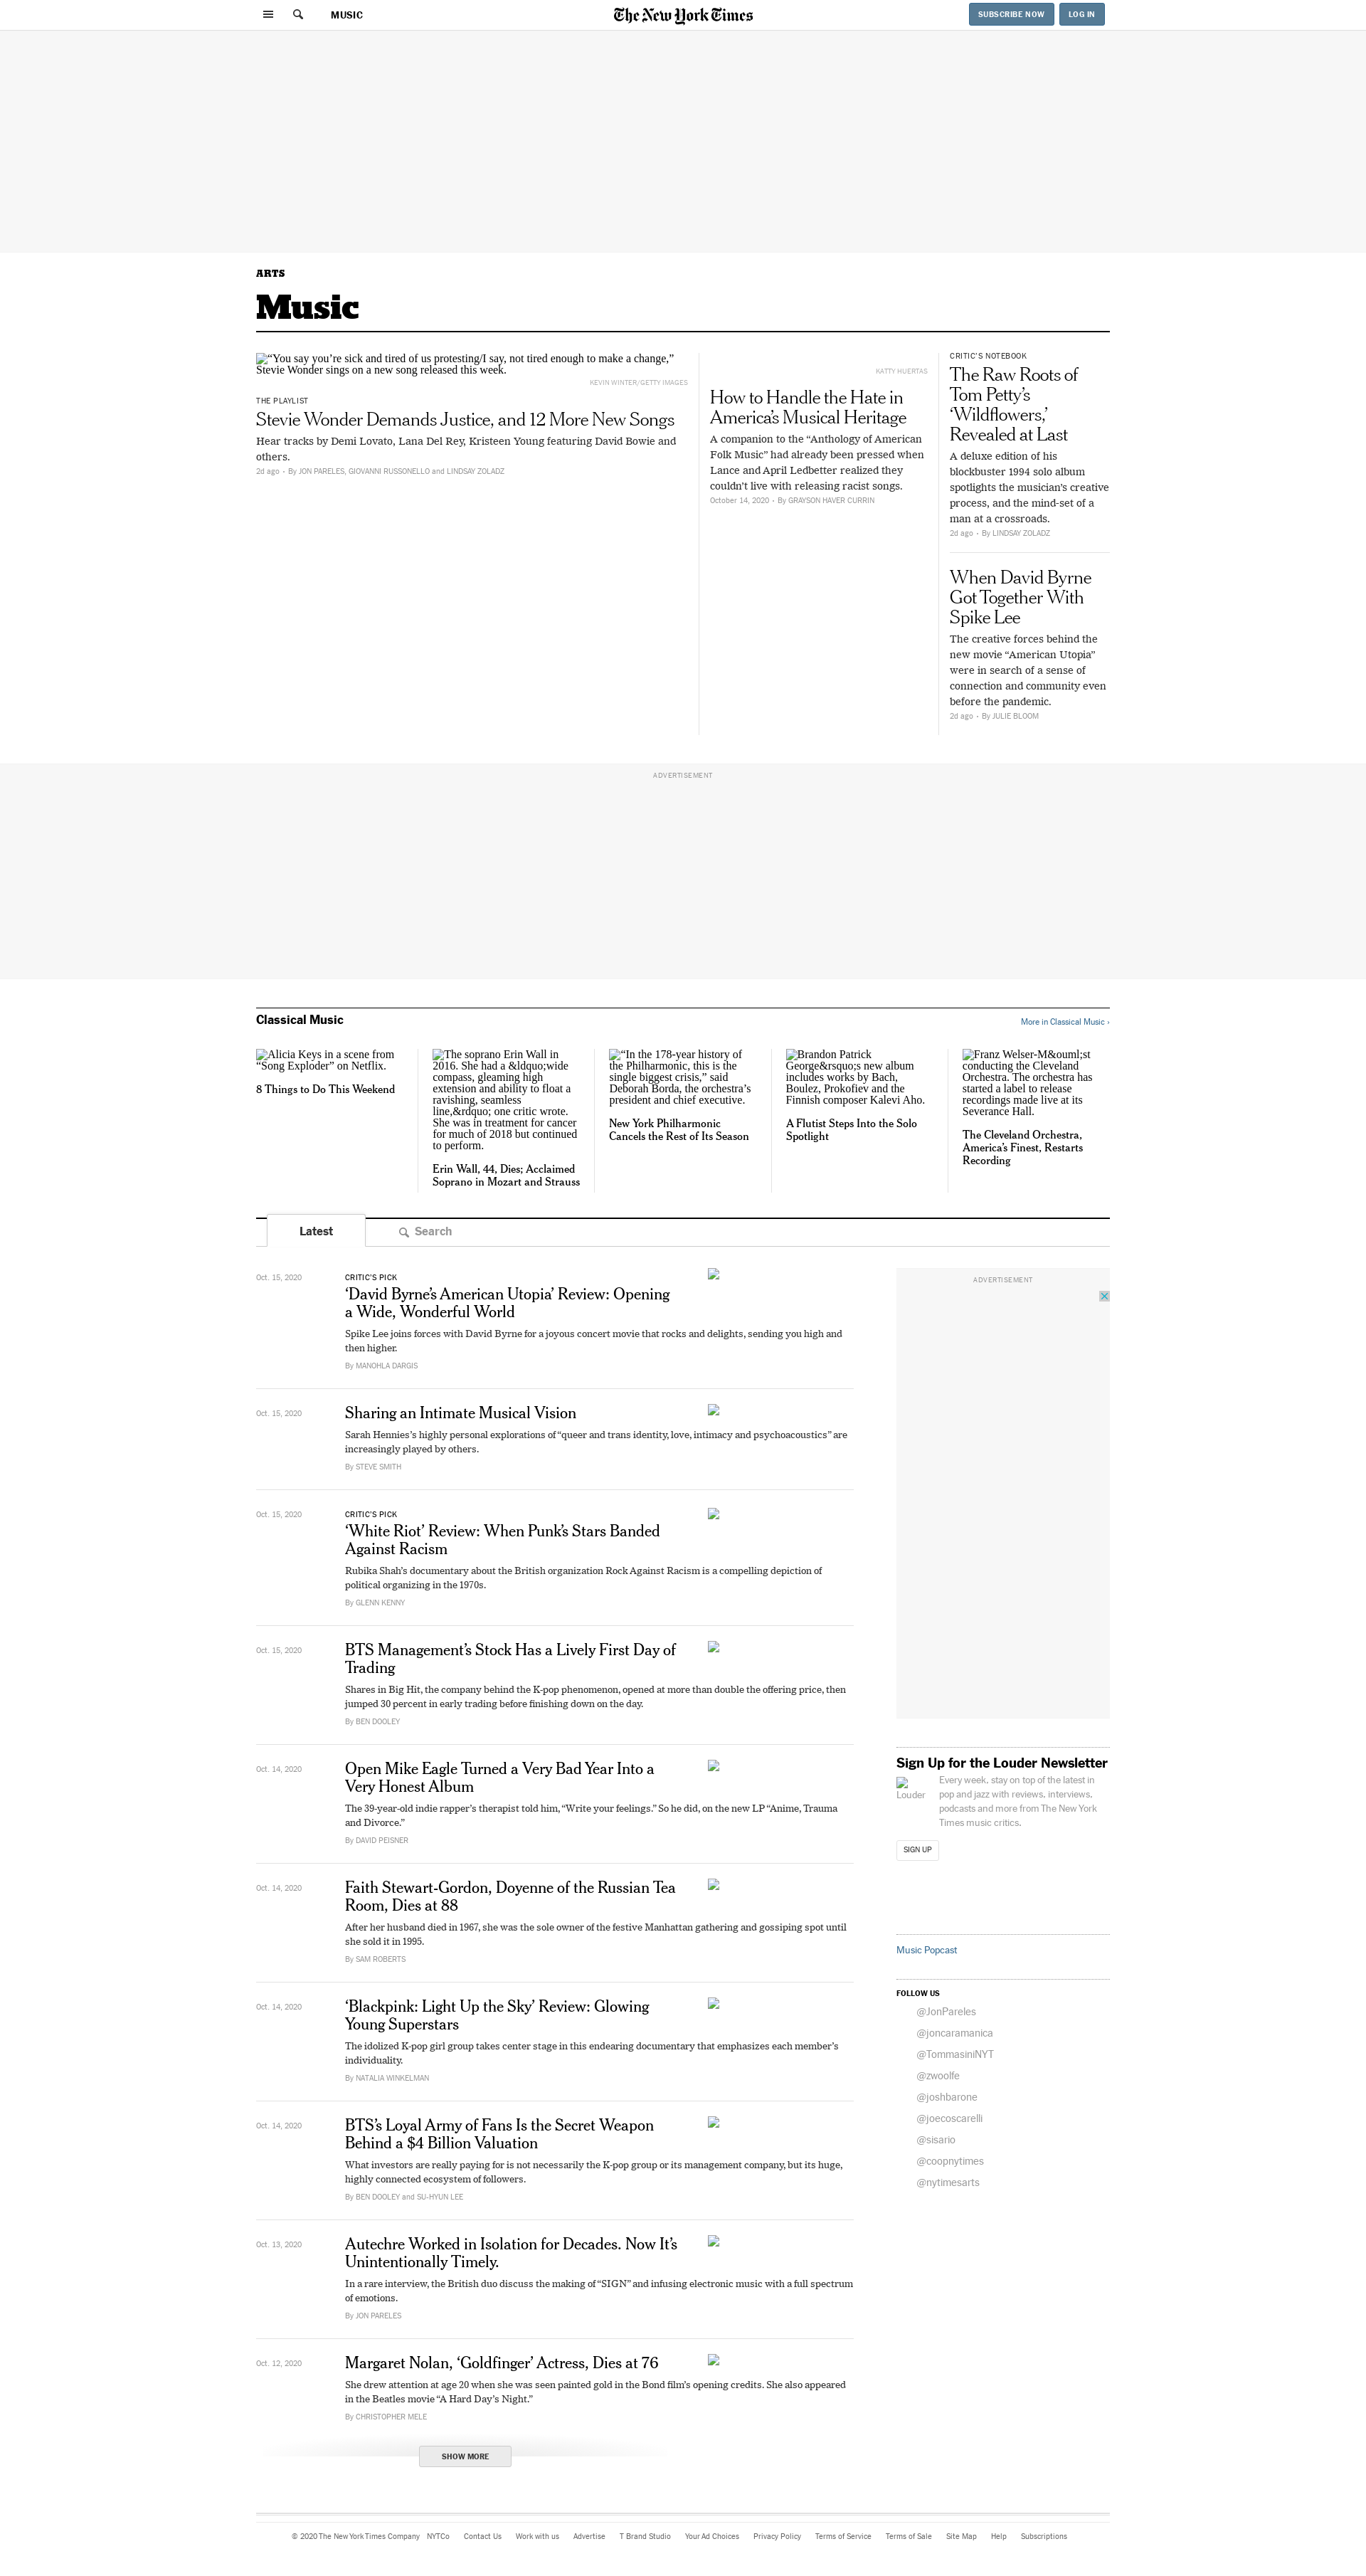 MUSIC
The New York Times
SUBSCRIBE NOW
LOG IN
ARTS
Music
“You say you’re sick and tired of us protesting/I say, not tired enough to make a change,”
Stevie Wonder sings on a new song released this week.
KEVIN WINTER/GETTY IMAGES
THE PLAYLIST
Stevie Wonder Demands Justice, and 12 More New Songs
Hear tracks by Demi Lovato, Lana Del Rey, Kristeen Young featuring David Bowie and
others.
2d ago · By JON PARELES, GIOVANNI RUSSONELLO and LINDSAY ZOLADZ
KATTY HUERTAS
How to Handle the Hate in
America’s Musical Heritage
A companion to the “Anthology of American
Folk Music” had already been pressed when
Lance and April Ledbetter realized they
couldn’t live with releasing racist songs.
October 14, 2020 · By GRAYSON HAVER CURRIN
CRITIC’S NOTEBOOK
The Raw Roots of
Tom Petty’s
‘Wildflowers,’
Revealed at Last
A deluxe edition of his
blockbuster 1994 solo album
spotlights the musician’s creative
process, and the mind-set of a
man at a crossroads.
2d ago · By LINDSAY ZOLADZ
When David Byrne
Got Together With
Spike Lee
The creative forces behind the
new movie “American Utopia”
were in search of a sense of
connection and community even
before the pandemic.
2d ago · By JULIE BLOOM
ADVERTISEMENT
Classical Music
More in Classical Music ›
Alicia Keys in a scene from
“Song Exploder” on Netflix.
8 Things to Do This Weekend
The soprano Erin Wall in
2016. She had a &ldquo;wide
compass, gleaming high
extension and ability to float a
ravishing, seamless
line,&rdquo; one critic wrote.
She was in treatment for cancer
for much of 2018 but continued
to perform.
Erin Wall, 44, Dies; Acclaimed
Soprano in Mozart and Strauss
“In the 178-year history of
the Philharmonic, this is the
single biggest crisis,” said
Deborah Borda, the orchestra’s
president and chief executive.
New York Philharmonic
Cancels the Rest of Its Season
Brandon Patrick
George&rsquo;s new album
includes works by Bach,
Boulez, Prokofiev and the
Finnish composer Kalevi Aho.
A Flutist Steps Into the Solo
Spotlight
Franz Welser-M&ouml;st
conducting the Cleveland
Orchestra. The orchestra has
started a label to release
recordings made live at its
Severance Hall.
The Cleveland Orchestra,
America’s Finest, Restarts
Recording
Latest
Search
Oct. 15, 2020
CRITIC’S PICK
‘David Byrne’s American Utopia’ Review: Opening
a Wide, Wonderful World
Spike Lee joins forces with David Byrne for a joyous concert movie that rocks and delights, sending you high and
then higher.
By MANOHLA DARGIS
Oct. 15, 2020
Sharing an Intimate Musical Vision
Sarah Hennies’s highly personal explorations of “queer and trans identity, love, intimacy and psychoacoustics” are
increasingly played by others.
By STEVE SMITH
Oct. 15, 2020
CRITIC’S PICK
‘White Riot’ Review: When Punk’s Stars Banded
Against Racism
Rubika Shah’s documentary about the British organization Rock Against Racism is a compelling depiction of
political organizing in the 1970s.
By GLENN KENNY
Oct. 15, 2020
BTS Management’s Stock Has a Lively First Day of
Trading
Shares in Big Hit, the company behind the K-pop phenomenon, opened at more than double the offering price, then
jumped 30 percent in early trading before finishing down on the day.
By BEN DOOLEY
Oct. 14, 2020
Open Mike Eagle Turned a Very Bad Year Into a
Very Honest Album
The 39-year-old indie rapper’s therapist told him, “Write your feelings.” So he did, on the new LP “Anime, Trauma
and Divorce.”
By DAVID PEISNER
Oct. 14, 2020
Faith Stewart-Gordon, Doyenne of the Russian Tea
Room, Dies at 88
After her husband died in 1967, she was the sole owner of the festive Manhattan gathering and gossiping spot until
she sold it in 1995.
By SAM ROBERTS
Oct. 14, 2020
‘Blackpink: Light Up the Sky’ Review: Glowing
Young Superstars
The idolized K-pop girl group takes center stage in this endearing documentary that emphasizes each member’s
individuality.
By NATALIA WINKELMAN
Oct. 14, 2020
BTS’s Loyal Army of Fans Is the Secret Weapon
Behind a $4 Billion Valuation
What investors are really paying for is not necessarily the K-pop group or its management company, but its huge,
highly connected ecosystem of followers.
By BEN DOOLEY and SU-HYUN LEE
Oct. 13, 2020
Autechre Worked in Isolation for Decades. Now It’s
Unintentionally Timely.
In a rare interview, the British duo discuss the making of “SIGN” and infusing electronic music with a full spectrum
of emotions.
By JON PARELES
Oct. 12, 2020
Margaret Nolan, ‘Goldfinger’ Actress, Dies at 76
She drew attention at age 20 when she was seen painted gold in the Bond film’s opening credits. She also appeared
in the Beatles movie “A Hard Day’s Night.”
By CHRISTOPHER MELE
SHOW MORE
ADVERTISEMENT
Sign Up for the Louder Newsletter
Louder
Every week, stay on top of the latest in
pop and jazz with reviews, interviews,
podcasts and more from The New York
Times music critics.
SIGN UP
Music Popcast
FOLLOW US
@JonPareles
@joncaramanica
@TommasiniNYT
@zwoolfe
@joshbarone
@joecoscarelli
@sisario
@coopnytimes
@nytimesarts
© 2020 The New York Times Company NYTCo Contact Us Work with us Advertise T Brand Studio Your Ad Choices Privacy Policy Terms of Service Terms of Sale Site Map Help Subscriptions